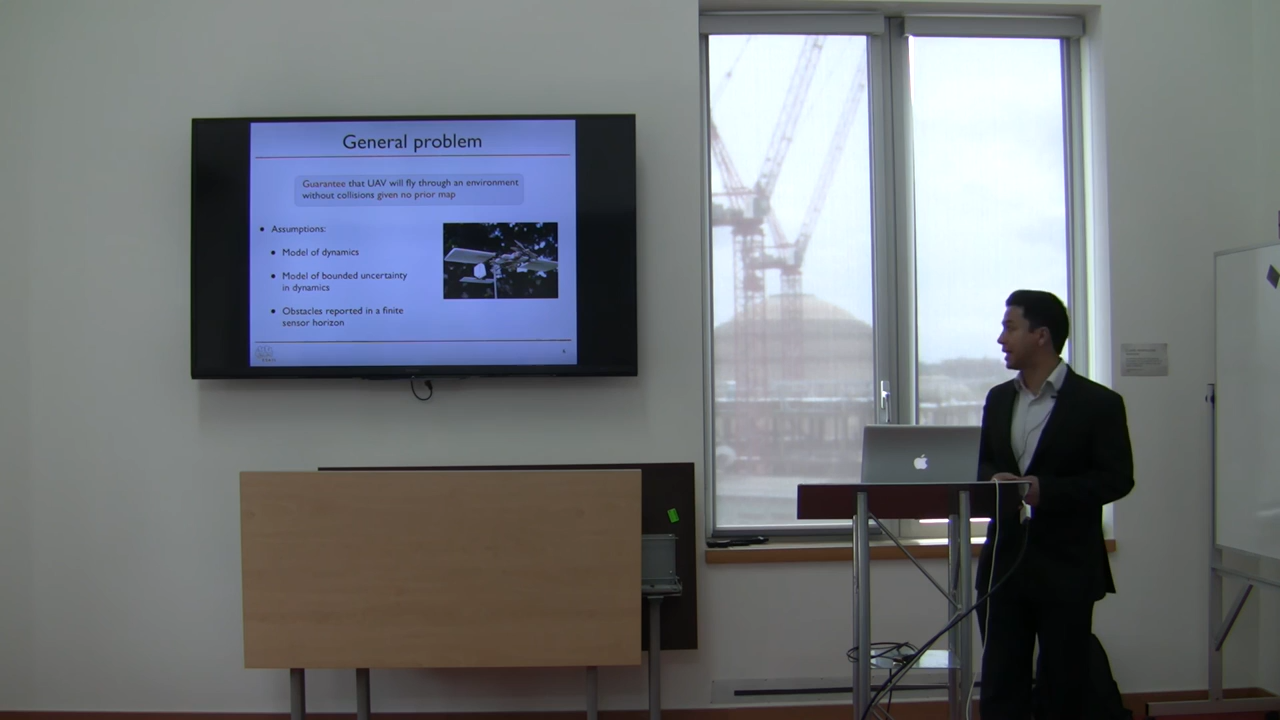 General problem
Guarantee that UAV will fly through an environment
without collisions given no prior map
Assumptions:
Model of dynamics
Model of bounded uncertainty
in dynamics
Obstacles reported in a finite
sensor horizon